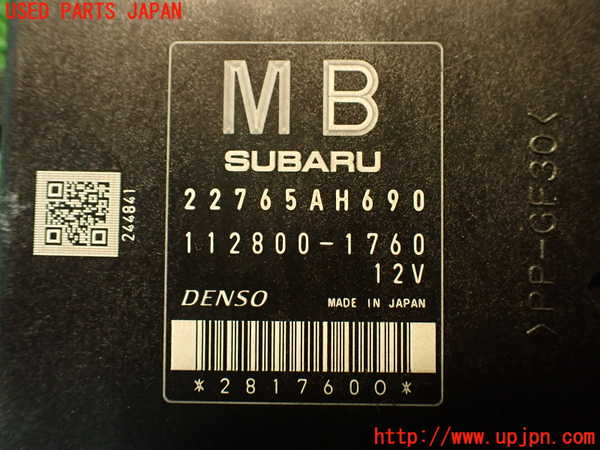 USED PARTS JAPAN
MB
SUBARU
22765AH690
112800-1760
12V
DENSO
MADE IN JAPAN
*2817600*
244841
>PP-GF30<
http://www.upjpn.com